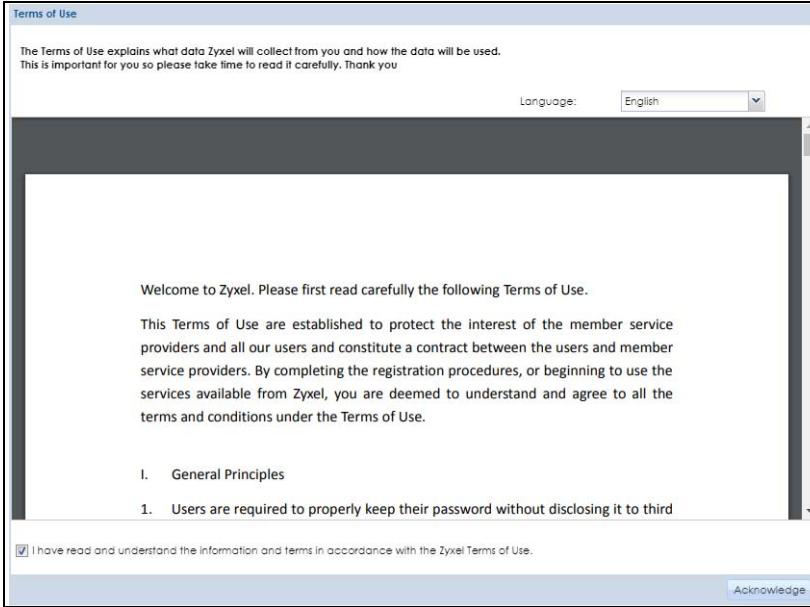 Terms of Use
The Terms of Use explains what data Zyxel will collect from you and how the data will be used.
This is important for you so please take time to read it carefully. Thank you
Language: English
Welcome to Zyxel. Please first read carefully the following Terms of Use.
This Terms of Use are established to protect the interest of the member service
providers and all our users and constitute a contract between the users and member
service providers. By completing the registration procedures, or beginning to use the
services available from Zyxel, you are deemed to understand and agree to all the
terms and conditions under the Terms of Use.
I. General Principles
1. Users are required to properly keep their password without disclosing it to third
I have read and understand the information and terms in accordance with the Zyxel Terms of Use.
Acknowledge